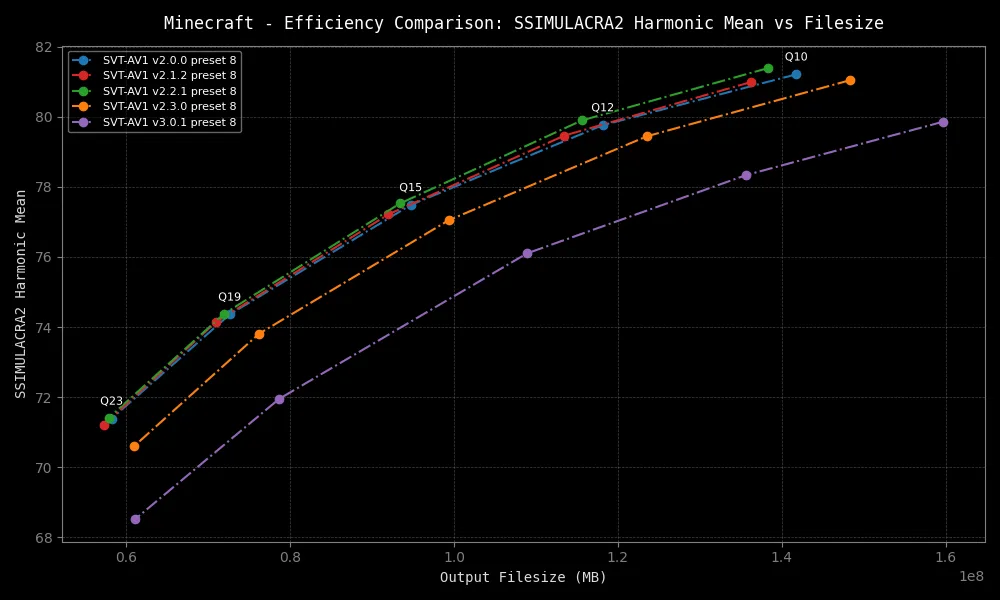 Minecraft - Efficiency Comparison: SSIMULACRA2 Harmonic Mean vs Filesize
SVT-AV1 v2.0.0 preset 8
SVT-AV1 v2.1.2 preset 8
SVT-AV1 v2.2.1 preset 8
SVT-AV1 v2.3.0 preset 8
SVT-AV1 v3.0.1 preset 8
Q10
Q12
Q15
Q19
Q23
SSIMULACRA2 Harmonic Mean
82
80
78
76
74
72
70
68
0.6 0.8 1.0 1.2 1.4 1.6
1e8
Output Filesize (MB)